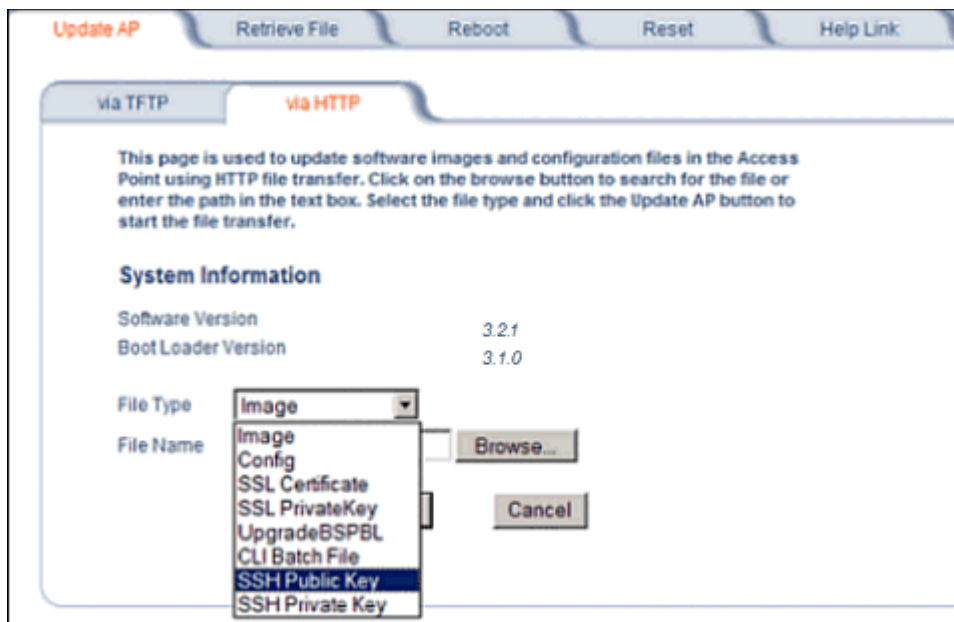 Update AP Retrieve File Reboot Reset Help Link
via TFTP via HTTP
This page is used to update software images and configuration files in the Access
Point using HTTP file transfer. Click on the browse button to search for the file or
enter the path in the text box. Select the file type and click the Update AP button to
start the file transfer.
System Information
Software Version 3.2.1
Boot Loader Version 3.1.0
File Type Image
File Name Browse...
Image
Config
SSL Certificate
SSL PrivateKey
UpgradeBSPBL
CLI Batch File
SSH Public Key
SSH Private Key
Cancel